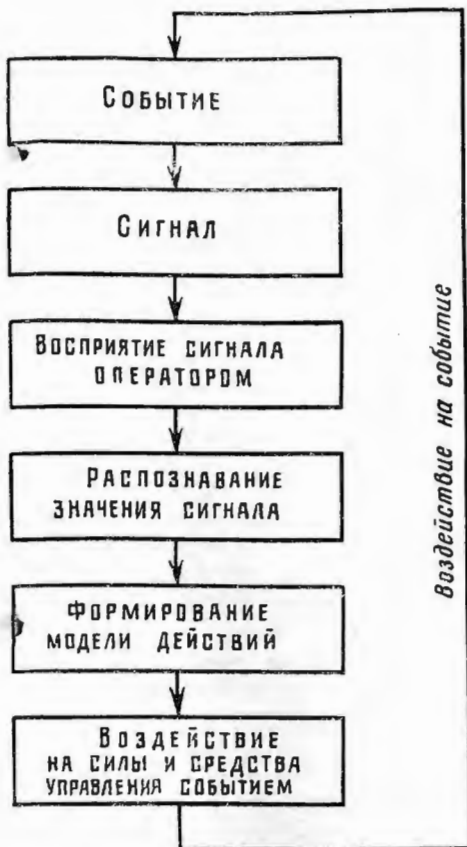 Событие
Сигнал
Восприятие сигнала
оператором
Распознавание
значения сигнала
Формирование
модели действий
Воздействие
на силы и средства
управления событием
Воздействие на событие